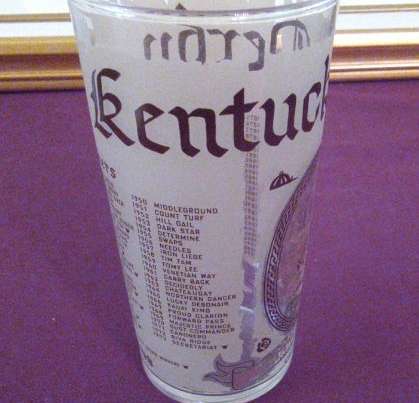 Derby
Kentuck
ers
1950 MIDDLEGROUND
1951 COUNT TURF
1952 HILL GAIL
1953 DARK STAR
1954 DETERMINE
1955 SWAPS
1956 NEEDLES
1957 IRON LIEGE
1958 TIM TAM
1959 TOMY LEE
1960 VENETIAN WAY
1961 CARRY BACK
1962 DECIDEDLY
1963 CHATEAUGAY
1964 NORTHERN DANCER
1965 LUCKY DEBONAIR
1966 KAUAI KING
1967 PROUD CLARION
1968 FORWARD PASS
1969 MAJESTIC PRINCE
1970 DUST COMMANDER
1971 CANONERO
1972 RIVA RIDGE
1973 SECRETARIAT